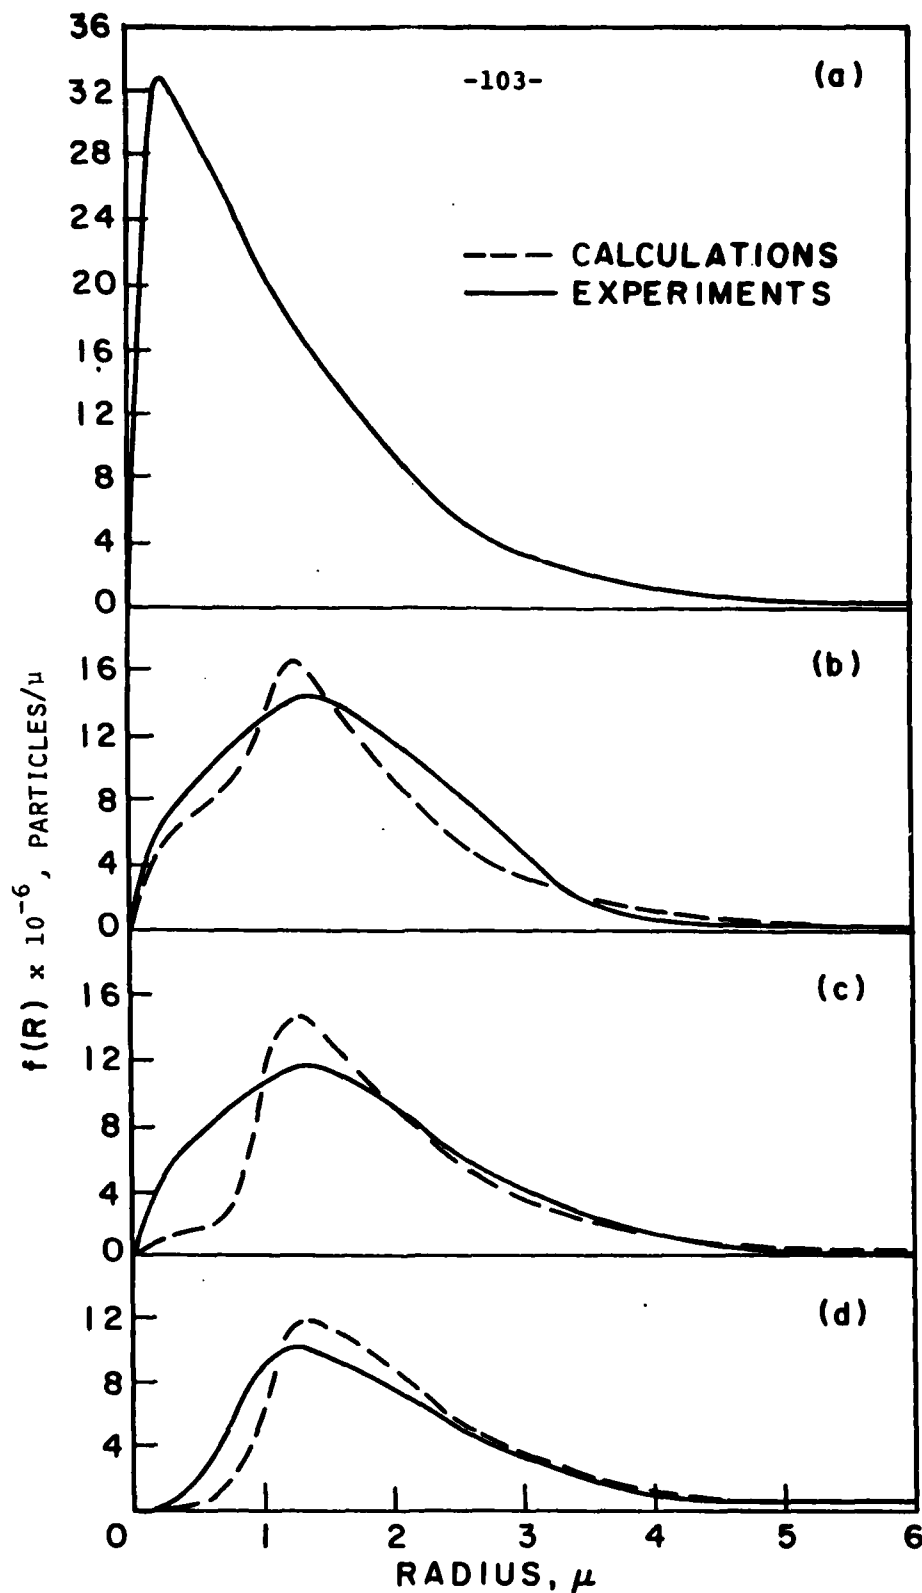 -103-
(a)
36
32
28
24
20
16
12
8
4
0
CALCULATIONS
EXPERIMENTS
(b)
16
12
8
4
0
(c)
16
12
8
4
0
(d)
12
8
4
0 1 2 3 4 5 6
RADIUS, μ
f(R) x 10⁻⁶, PARTICLES/μ